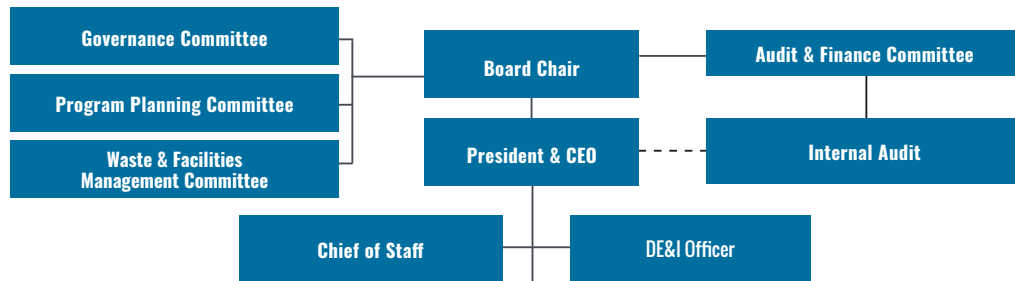 Governance Committee
Board Chair
Audit & Finance Committee
Program Planning Committee
President & CEO
Internal Audit
Waste & Facilities
Management Committee
Chief of Staff
DE&I Officer